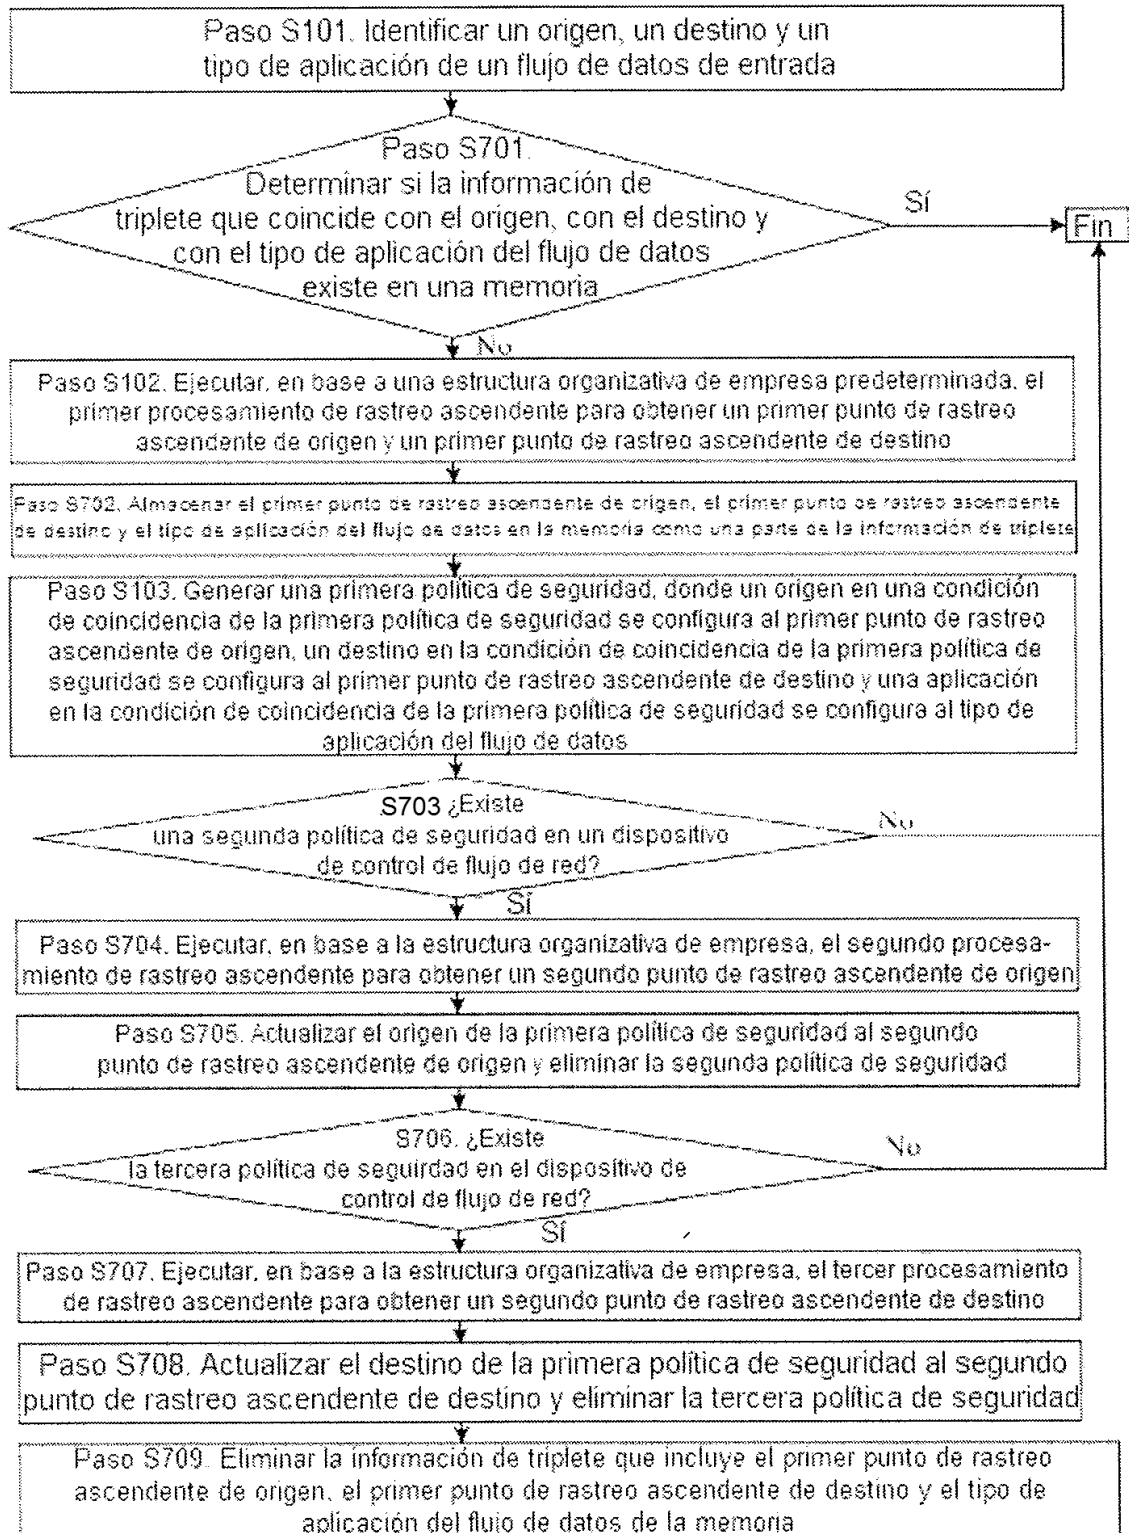 Paso S101. Identificar un origen, un destino y un
tipo de aplicación de un flujo de datos de entrada
Paso S701.
Determinar si la información de
triplete que coincide con el origen, con el destino y
con el tipo de aplicación del flujo de datos
existe en una memoria
Sí
Fin
No
Paso S102. Ejecutar, en base a una estructura organizativa de empresa predeterminada, el
primer procesamiento de rastreo ascendente para obtener un primer punto de rastreo
ascendente de origen y un primer punto de rastreo ascendente de destino
Paso S702. Almacenar el primer punto de rastreo ascendente de origen, el primer punto de rastreo ascendente
de destino y el tipo de aplicación del flujo de datos en la memoria como una parte de la información de triplete
Paso S103. Generar una primera política de seguridad, donde un origen en una condición
de coincidencia de la primera política de seguridad se configura al primer punto de rastreo
ascendente de origen, un destino en la condición de coincidencia de la primera política de
seguridad se configura al primer punto de rastreo ascendente de destino y una aplicación
en la condición de coincidencia de la primera política de seguridad se configura al tipo de
aplicación del flujo de datos
S703 ¿Existe
una segunda política de seguridad en un dispositivo
de control de flujo de red?
No
Sí
Paso S704. Ejecutar, en base a la estructura organizativa de empresa, el segundo procesa-
miento de rastreo ascendente para obtener un segundo punto de rastreo ascendente de origen
Paso S705. Actualizar el origen de la primera política de seguridad al segundo
punto de rastreo ascendente de origen y eliminar la segunda política de seguridad
S706. ¿Existe
la tercera política de seguirdad en el dispositivo de
control de flujo de red?
No
Sí
Paso S707. Ejecutar, en base a la estructura organizativa de empresa, el tercer procesamiento
de rastreo ascendente para obtener un segundo punto de rastreo ascendente de destino
Paso S708. Actualizar el destino de la primera política de seguridad al segundo
punto de rastreo ascendente de destino y eliminar la tercera política de seguridad
Paso S709. Eliminar la información de triplete que incluye el primer punto de rastreo
ascendente de origen, el primer punto de rastreo ascendente de destino y el tipo de
aplicación del flujo de datos de la memoria